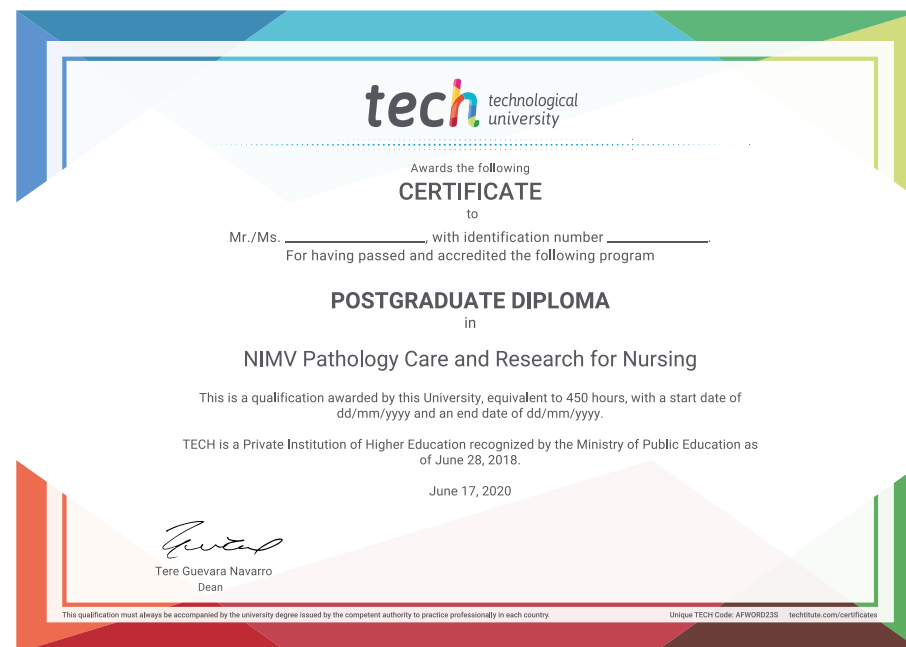 tech technological
university
Awards the following
CERTIFICATE
to
Mr./Ms. ____________________, with identification number ______________.
For having passed and accredited the following program
POSTGRADUATE DIPLOMA
in
NIMV Pathology Care and Research for Nursing
This is a qualification awarded by this University, equivalent to 450 hours, with a start date of
dd/mm/yyyy and an end date of dd/mm/yyyy.
TECH is a Private Institution of Higher Education recognized by the Ministry of Public Education as
of June 28, 2018.
June 17, 2020
Tere Guevara Navarro
Dean
This qualification must always be accompanied by the university degree issued by the competent authority to practice professionally in each country. Unique TECH Code: AFWORD23S techtitute.com/certificates